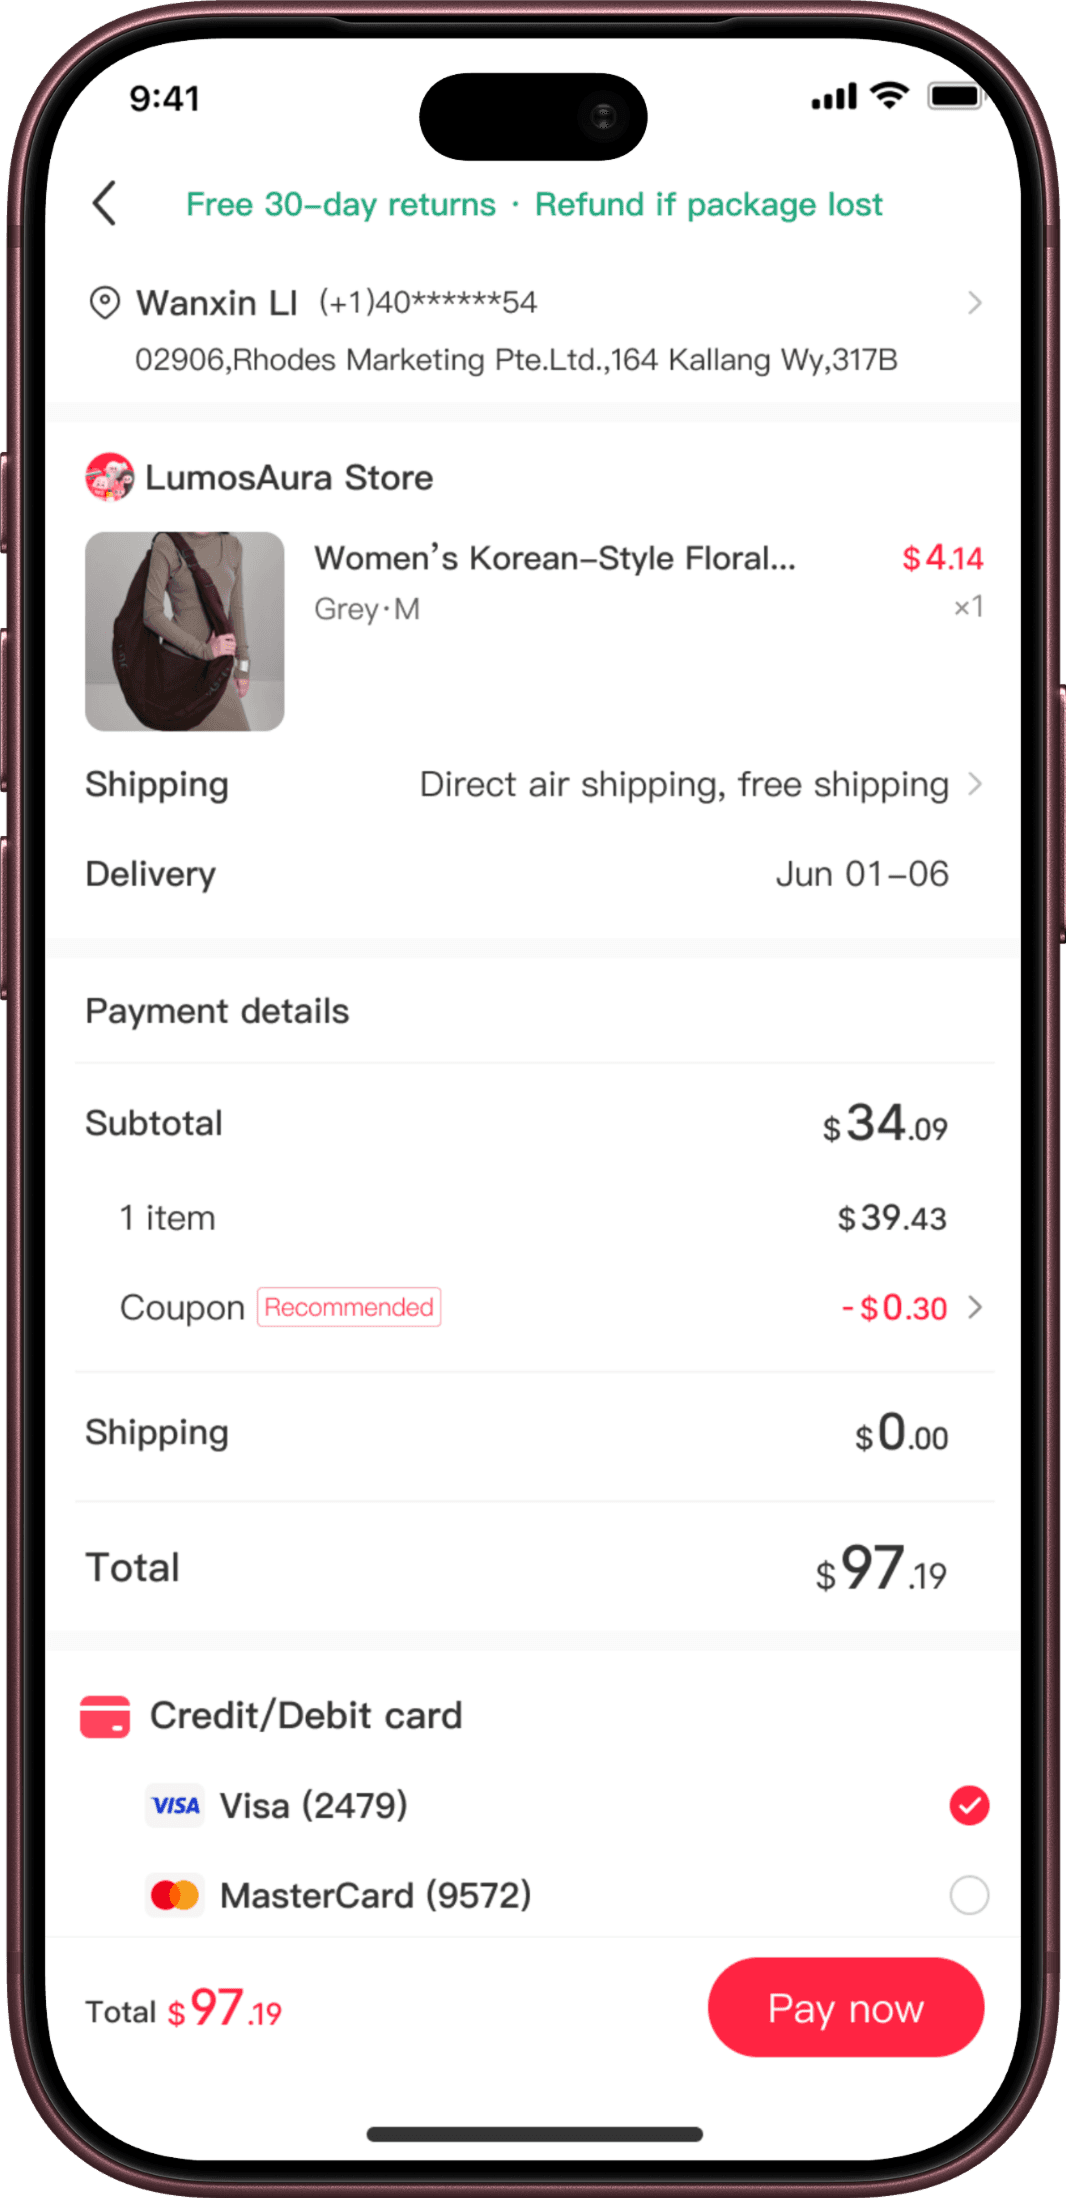 9:41
Free 30-day returns · Refund if package lost
Wanxin LI (+1)40******54
02906,Rhodes Marketing Pte.Ltd.,164 Kallang Wy,317B
LumosAura Store
Women’s Korean-Style Floral... $4.14
Grey·M ×1
Shipping Direct air shipping, free shipping
Delivery Jun 01-06
Payment details
Subtotal $34.09
1 item $39.43
Coupon Recommended -$0.30
Shipping $0.00
Total $97.19
Credit/Debit card
VISA Visa (2479)
MasterCard (9572)
Total $97.19 Pay now